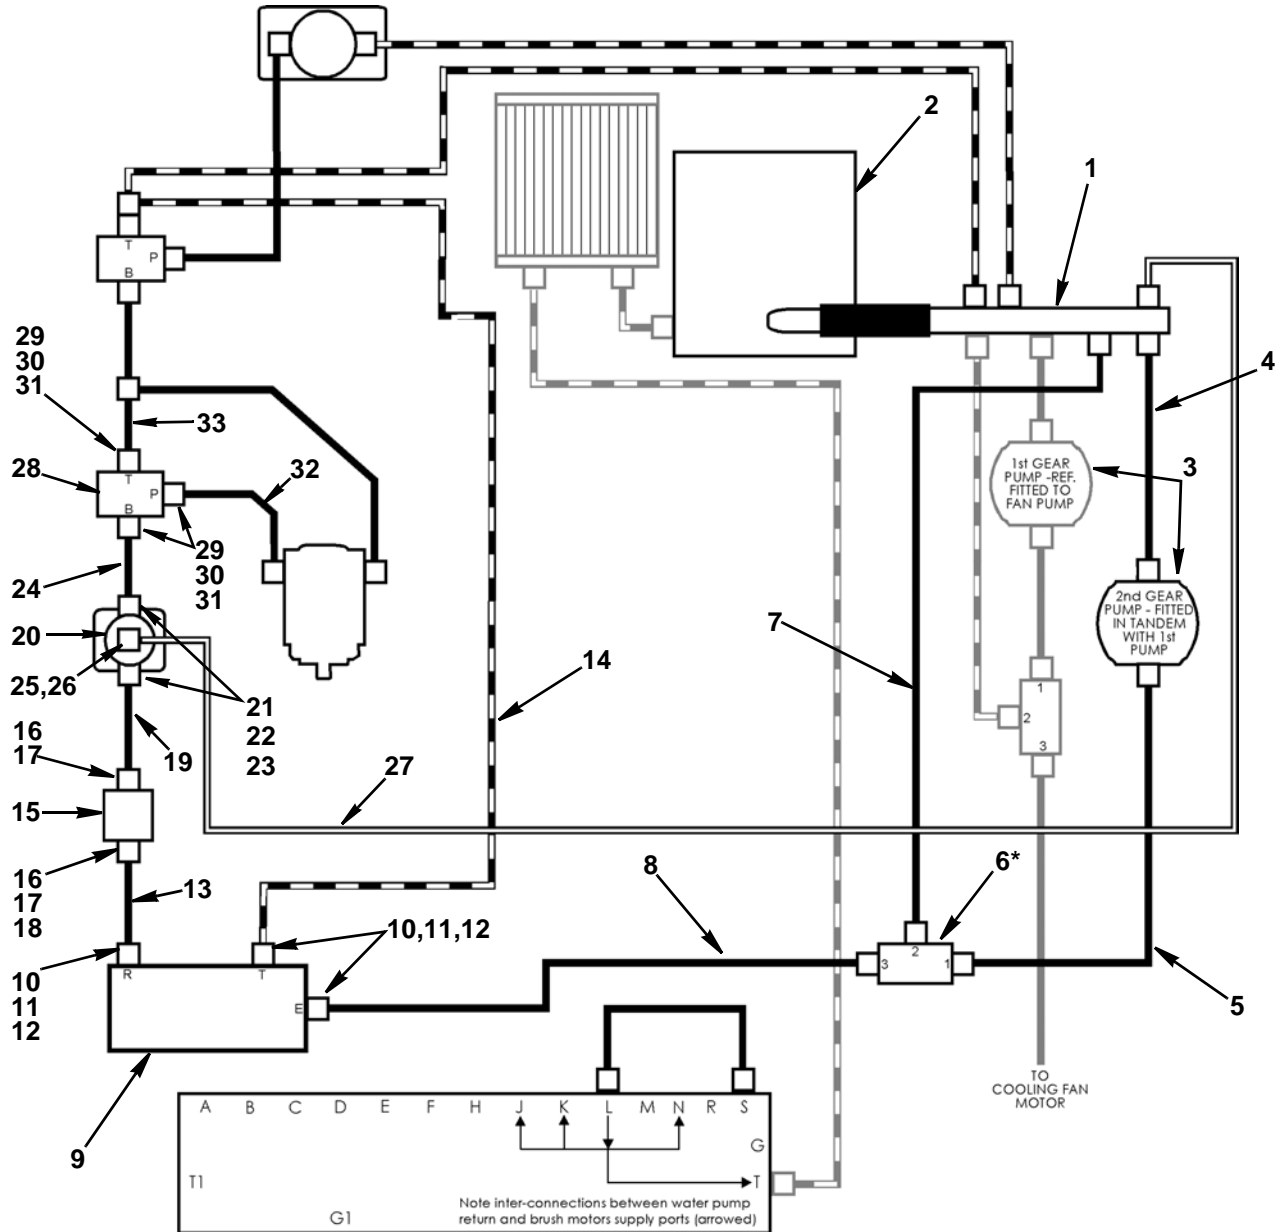 2
1
T
P
B
29
30
31
4
33
28
T
P
B
32
1st GEAR
PUMP -REF.
FITTED TO
FAN PUMP
3
29
30
31
24
2nd GEAR
PUMP - FITTED
IN TANDEM
WITH 1st
PUMP
20
7
14
25,26
21
22
23
1
2
3
16
17
19
27
15
16
17
18
13
8
6*
10,11,12
2
3
1
10
11
12
R
T
E
5
TO
COOLING FAN
MOTOR
9
A B C D E F H J K L M N R S
G
T1
T
G1
Note inter-connections between water pump
return and brush motors supply ports (arrowed)